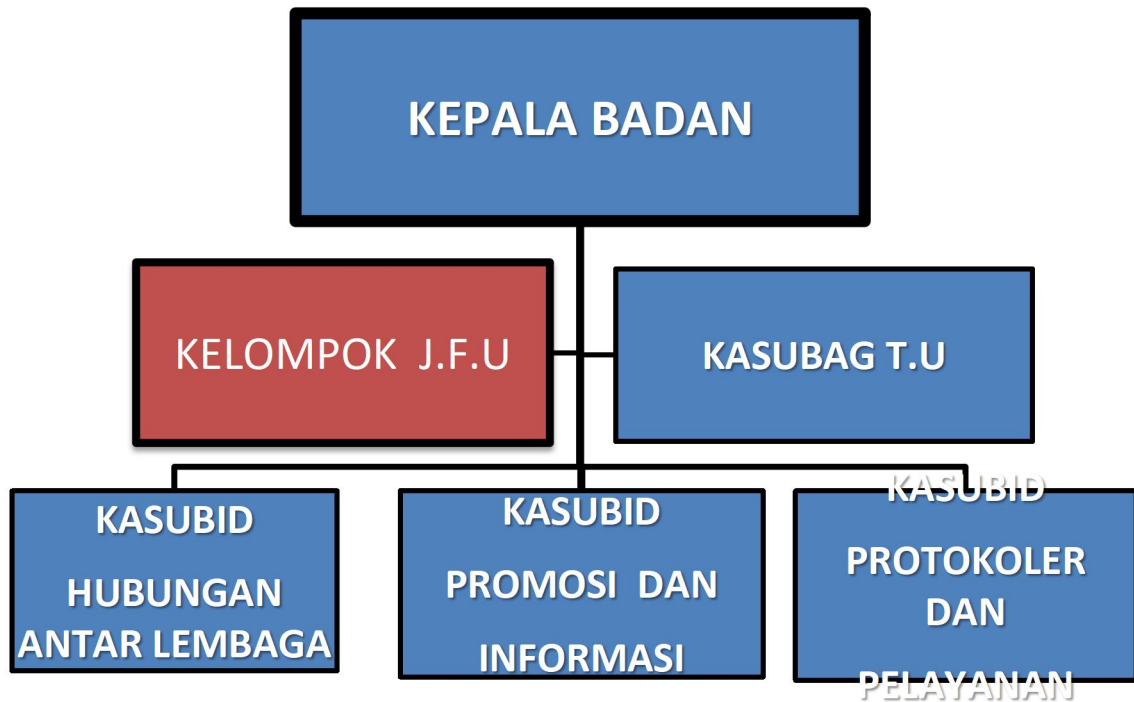 KEPALA BADAN
KELOMPOK J.F.U
KASUBAG T.U
KASUBID
HUBUNGAN
ANTAR LEMBAGA
KASUBID
PROMOSI DAN
INFORMASI
KASUBID
PROTOKOLER
DAN
PELAYANAN